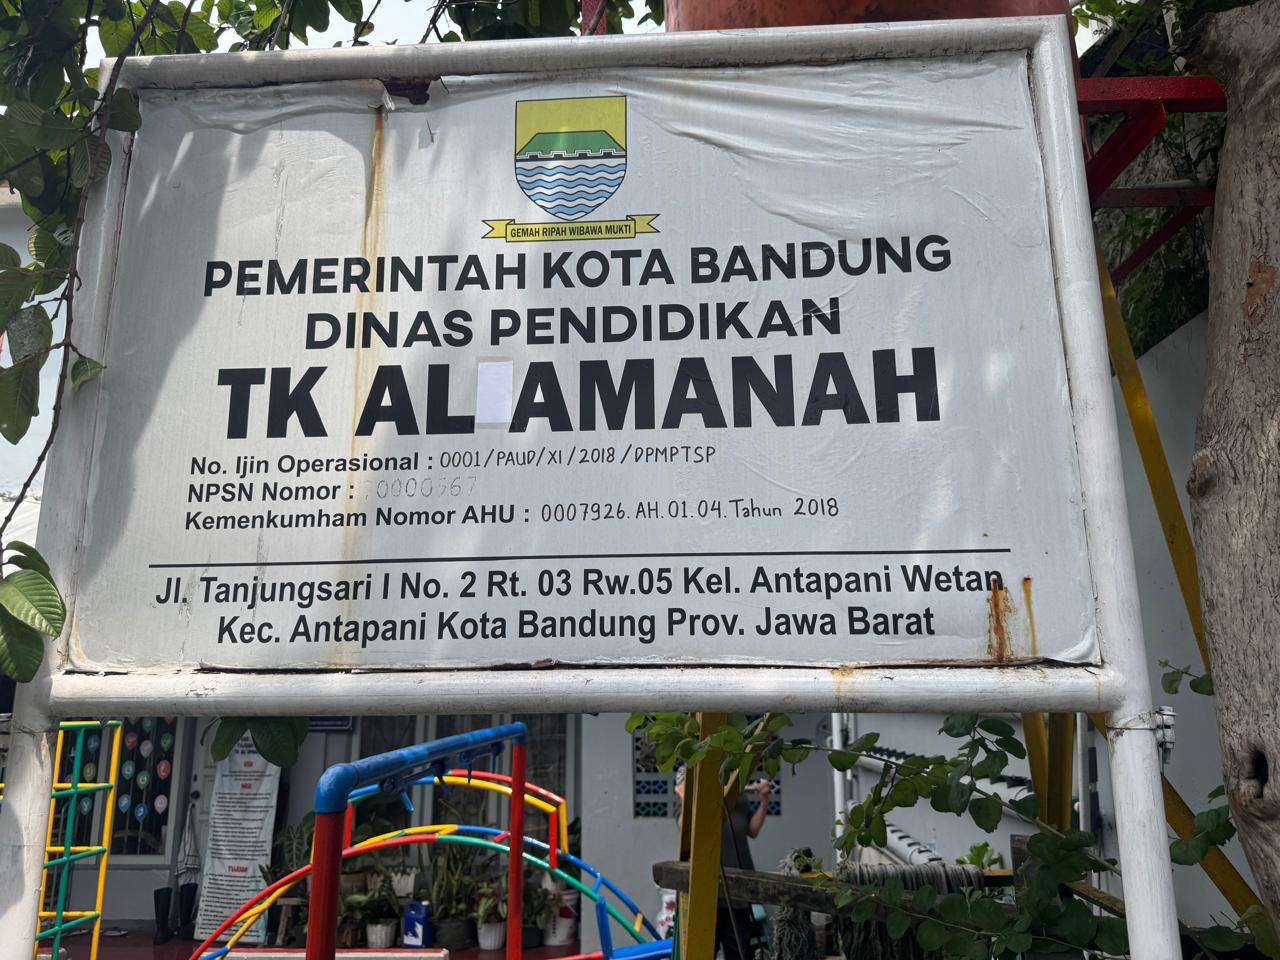 GEMAH RIPAH WIBAWA MUKTI
PEMERINTAH KOTA BANDUNG
DINAS PENDIDIKAN
TK AL AMANAH
No. Ijin Operasional : 0001/PAUD/XI/2018/DPMPTSP
NPSN Nomor :
Kemenkumham Nomor AHU : 0007926.AH.01.04.Tahun 2018
Jl. Tanjungsari I No. 2 Rt. 03 Rw.05 Kel. Antapani Wetan
Kec. Antapani Kota Bandung Prov. Jawa Barat